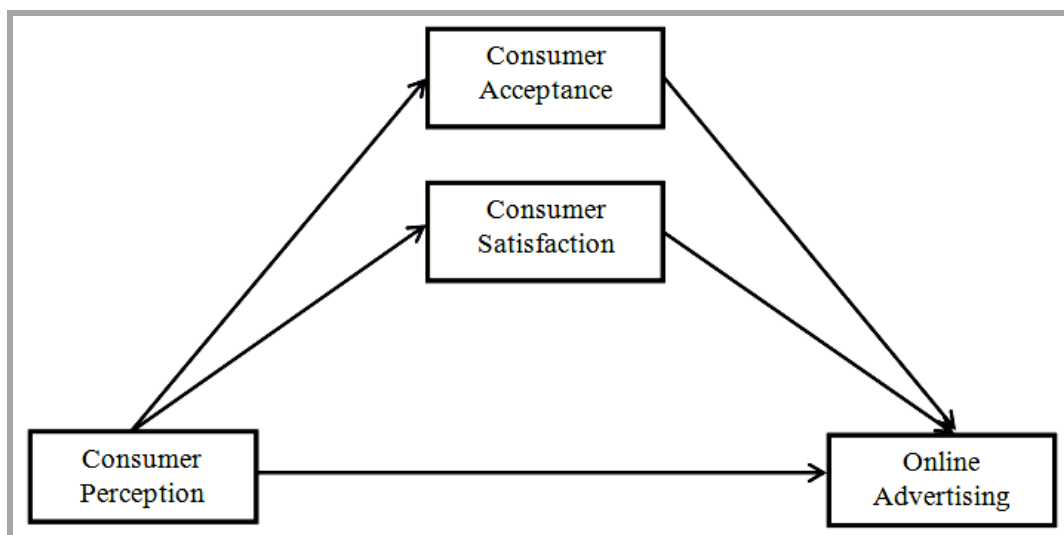 Consumer
Acceptance
Consumer
Satisfaction
Consumer
Perception
Online
Advertising